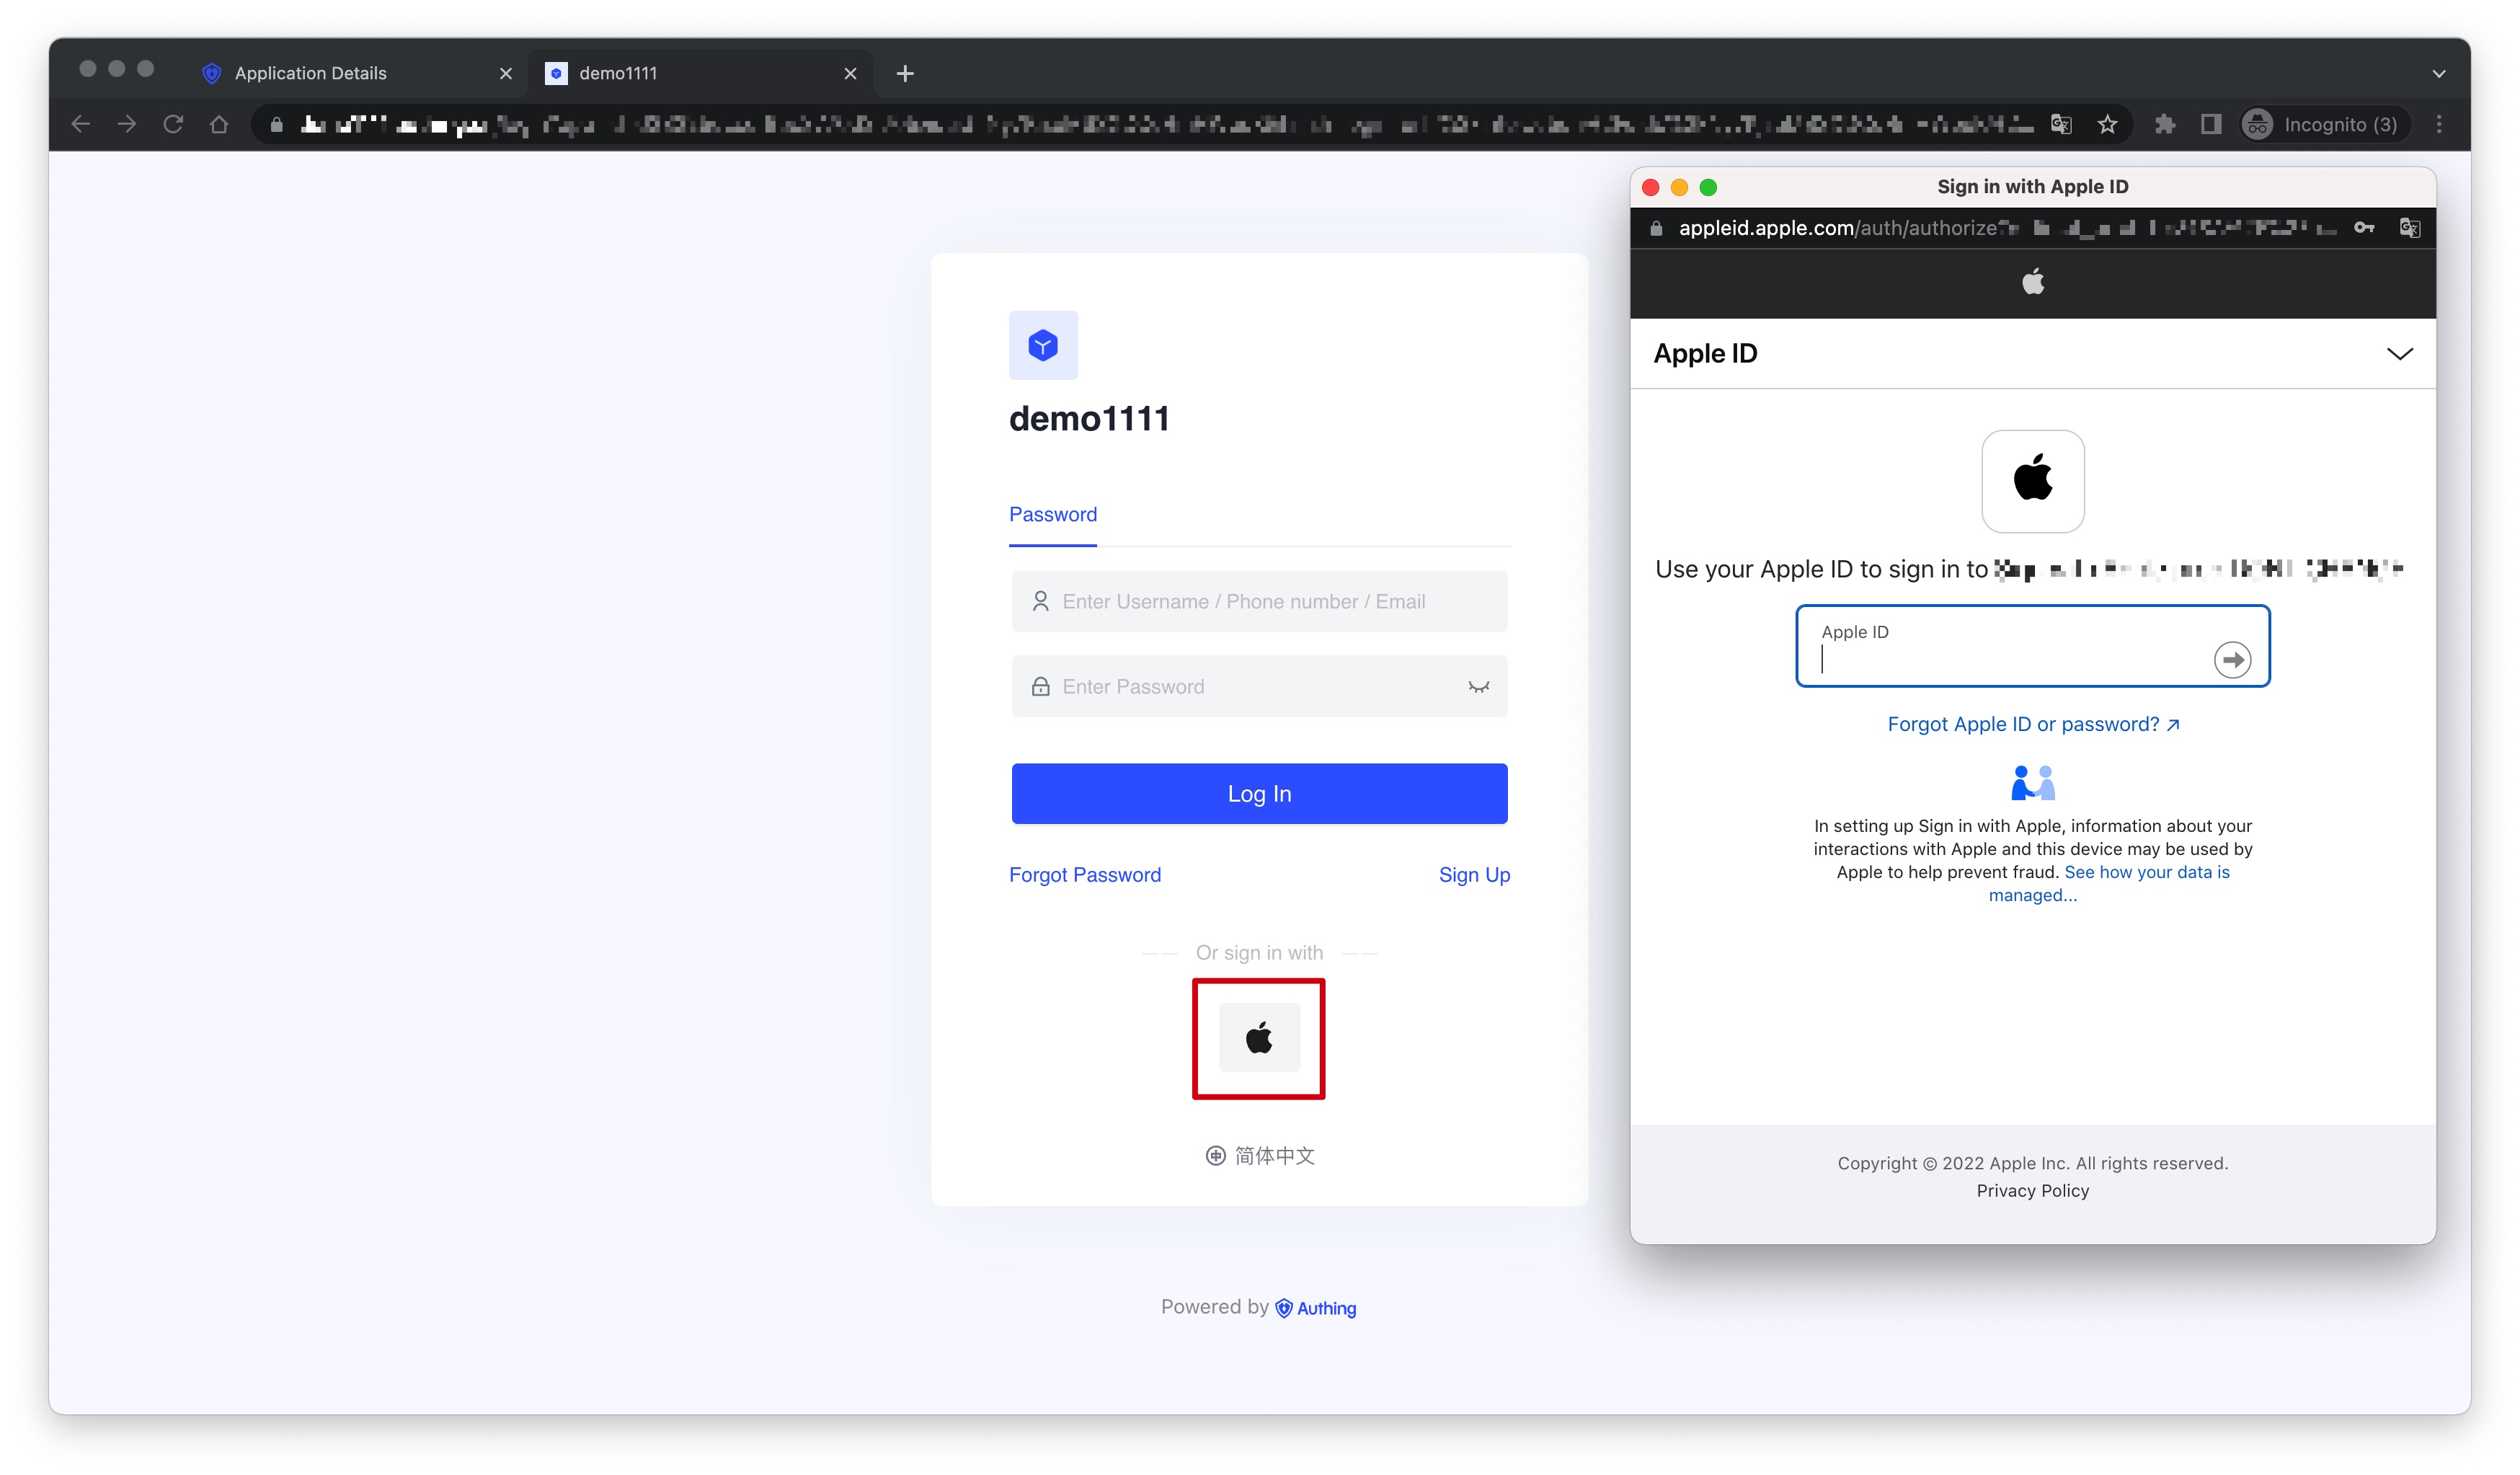 Application Details
demo1111
Incognito (3)
demo1111
Password
Enter Username / Phone number / Email
Enter Password
Log In
Forgot Password
Sign Up
Or sign in with
简体中文
Powered by Authing
Sign in with Apple ID
appleid.apple.com/auth/authorize
Apple ID
Use your Apple ID to sign in to
Apple ID
Forgot Apple ID or password?
In setting up Sign in with Apple, information about your
interactions with Apple and this device may be used by
Apple to help prevent fraud. See how your data is
managed...
Copyright © 2022 Apple Inc. All rights reserved.
Privacy Policy